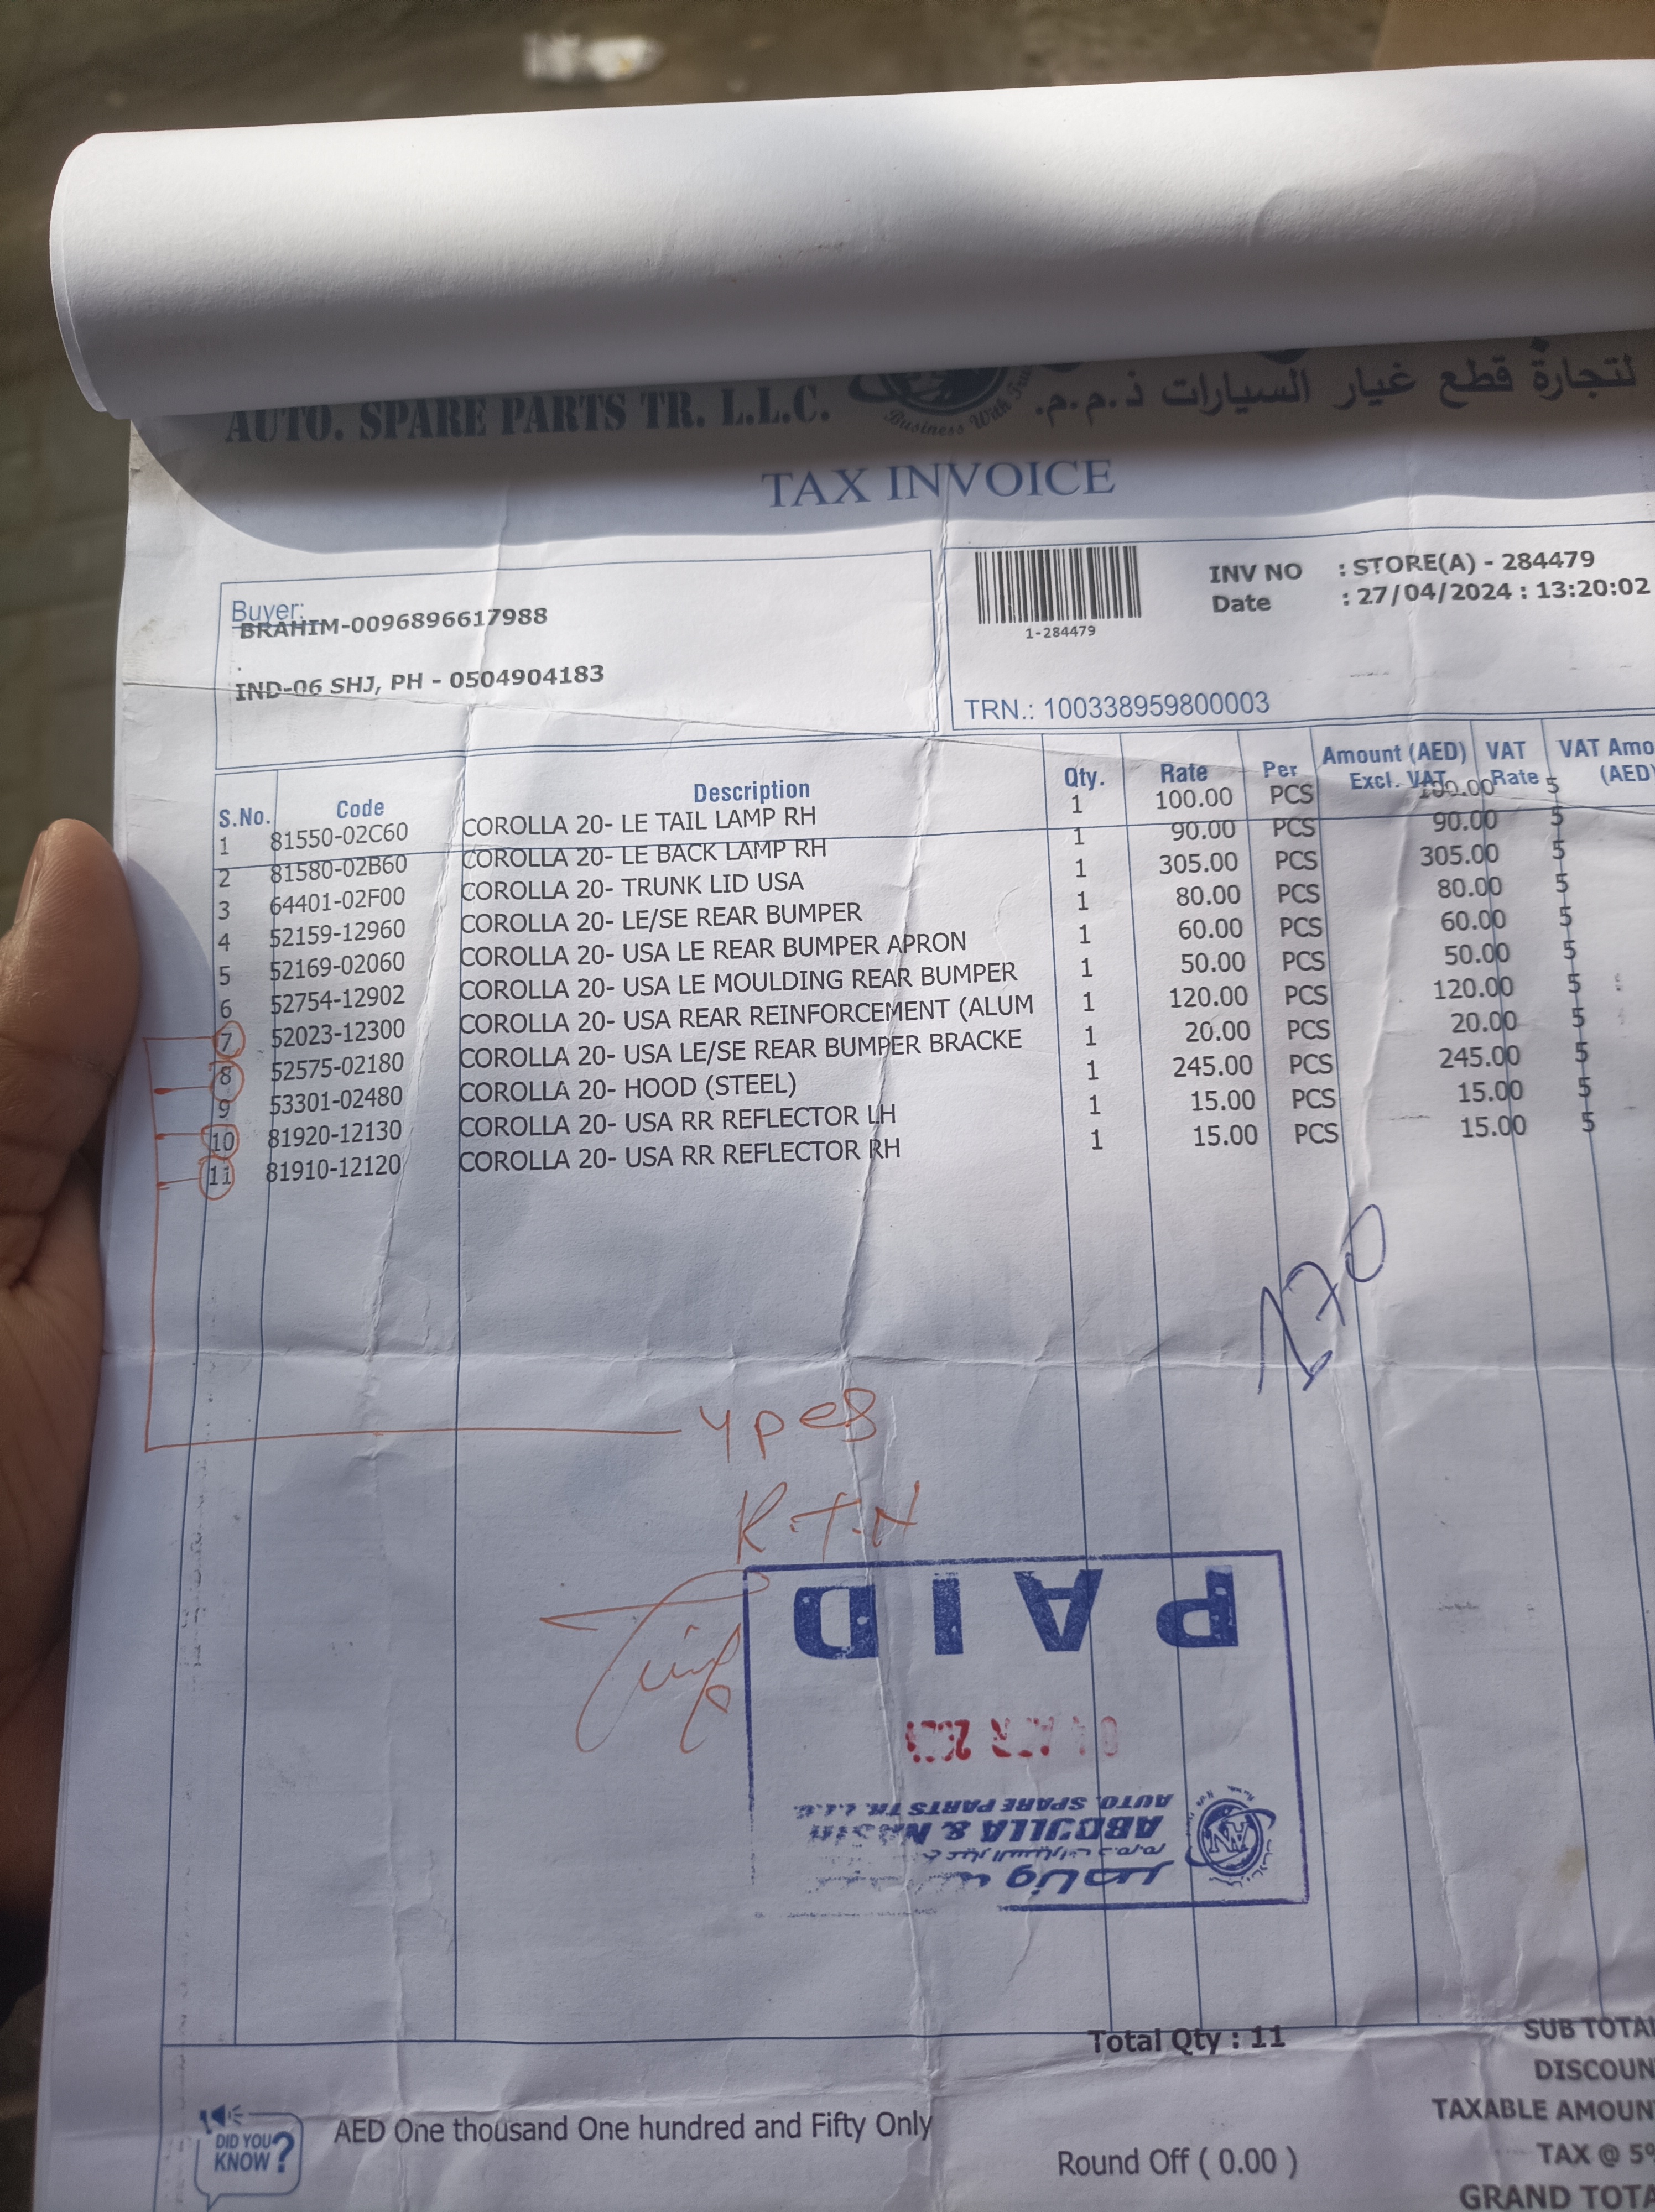 لتجارة قطع غيار السيارات ذ.م.م.
AUTO. SPARE PARTS TR. L.L.C.
Business With
TAX INVOICE
Buyer:
BRAHIM-0096896617988
IND-06 SHJ, PH - 0504904183
1-284479
INV NO : STORE(A) - 284479
Date : 27/04/2024 : 13:20:02
TRN.: 100338959800003
S.No. Code Description Qty. Rate Per Amount (AED) Excl. VAT VAT Rate VAT Amo (AED)
1 81550-02C60 COROLLA 20- LE TAIL LAMP RH 1 100.00 PCS 100.00 5
2 81580-02B60 COROLLA 20- LE BACK LAMP RH 1 90.00 PCS 90.00 5
3 64401-02F00 COROLLA 20- TRUNK LID USA 1 305.00 PCS 305.00 5
4 52159-12960 COROLLA 20- LE/SE REAR BUMPER 1 80.00 PCS 80.00 5
5 52169-02060 COROLLA 20- USA LE REAR BUMPER APRON 1 60.00 PCS 60.00 5
6 52754-12902 COROLLA 20- USA LE MOULDING REAR BUMPER 1 50.00 PCS 50.00 5
7 52023-12300 COROLLA 20- USA REAR REINFORCEMENT (ALUM 1 120.00 PCS 120.00 5
8 52575-02180 COROLLA 20- USA LE/SE REAR BUMPER BRACKE 1 20.00 PCS 20.00 5
9 53301-02480 COROLLA 20- HOOD (STEEL) 1 245.00 PCS 245.00 5
10 81920-12130 COROLLA 20- USA RR REFLECTOR LH 1 15.00 PCS 15.00 5
11 81910-12120 COROLLA 20- USA RR REFLECTOR RH 1 15.00 PCS 15.00 5
170
4 pes
R.T.N
PAID
APR
ABDULLA & NASIR
AUTO. SPARE PARTS TR. L.L.C.
Total Qty : 11
SUB TOTAL
DISCOUN
TAXABLE AMOUN
TAX @ 5%
GRAND TOTA
DID YOU KNOW ?
AED One thousand One hundred and Fifty Only
Round Off ( 0.00 )